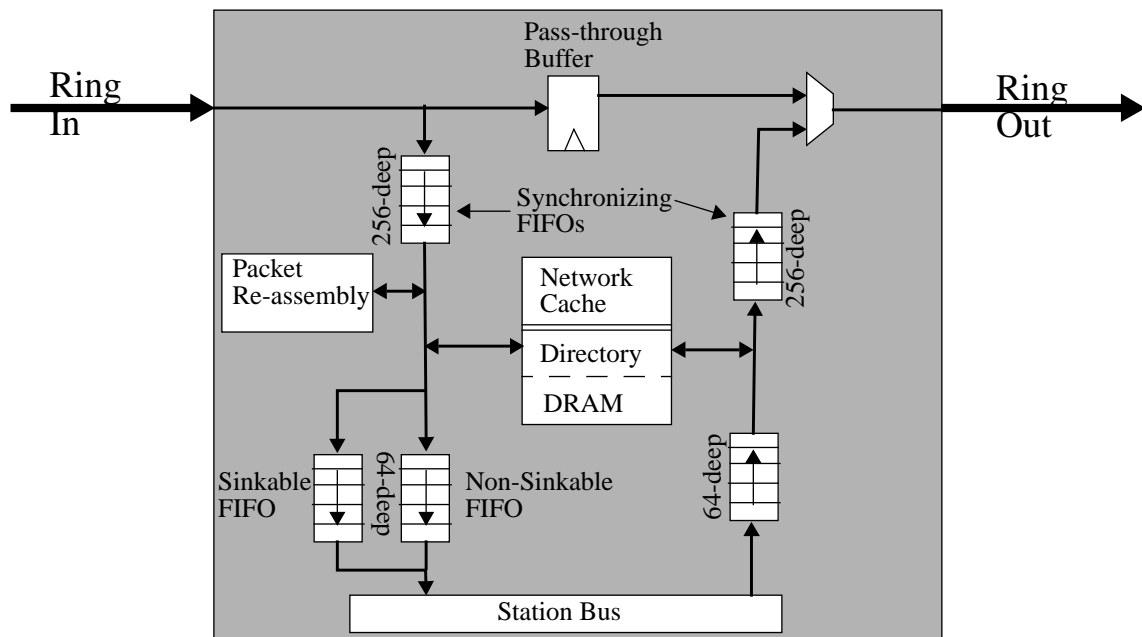 Pass-through
Buffer
Ring
In
Ring
Out
256-deep
Synchronizing
FIFOs
256-deep
Packet
Re-assembly
Network
Cache
Directory
DRAM
Sinkable
FIFO
64-deep
Non-Sinkable
FIFO
64-deep
Station Bus